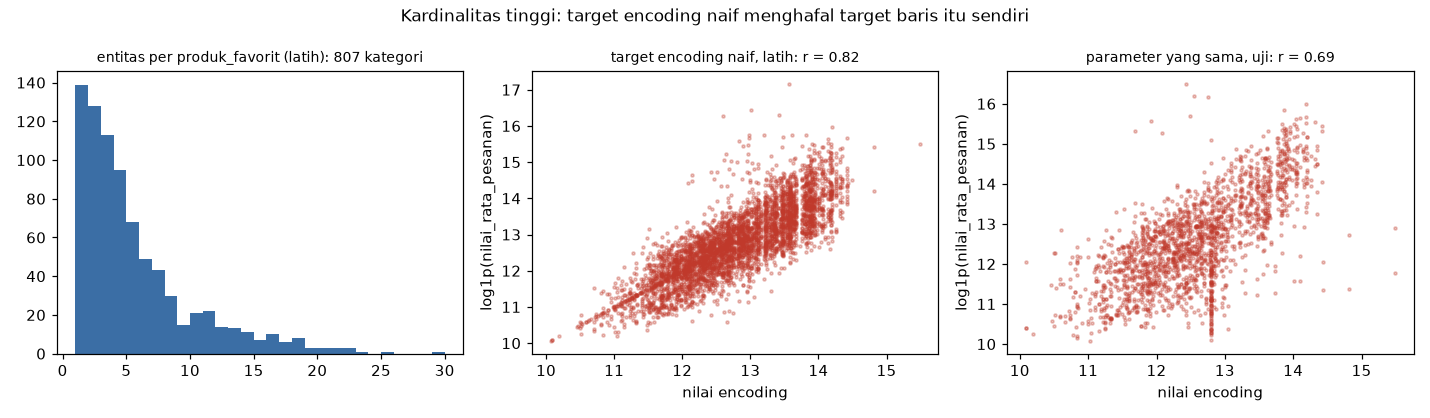 Kardinalitas tinggi: target encoding naif menghafal target baris itu sendiri
entitas per produk_favorit (latih): 807 kategori
140
120
100
80
60
40
20
0
0 5 10 15 20 25 30
target encoding naif, latih: r = 0.82
log1p(nilai_rata_pesanan)
17
16
15
14
13
12
11
10
10 11 12 13 14 15
nilai encoding
parameter yang sama, uji: r = 0.69
log1p(nilai_rata_pesanan)
16
15
14
13
12
11
10
10 11 12 13 14 15
nilai encoding